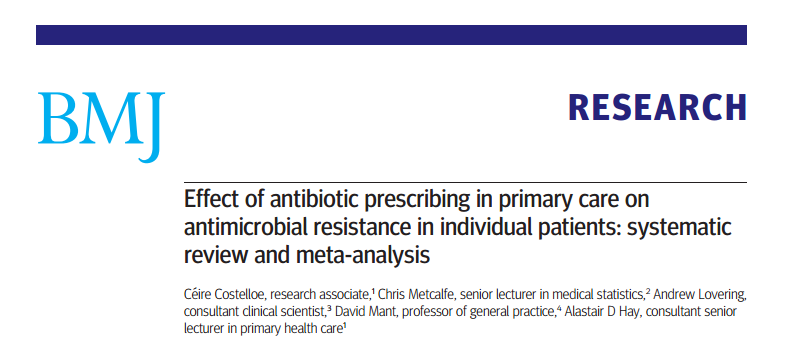 BMJ
RESEARCH
Effect of antibiotic prescribing in primary care on
antimicrobial resistance in individual patients: systematic
review and meta-analysis
Céire Costelloe, research associate,¹ Chris Metcalfe, senior lecturer in medical statistics,² Andrew Lovering,
consultant clinical scientist,³ David Mant, professor of general practice,⁴ Alastair D Hay, consultant senior
lecturer in primary health care¹